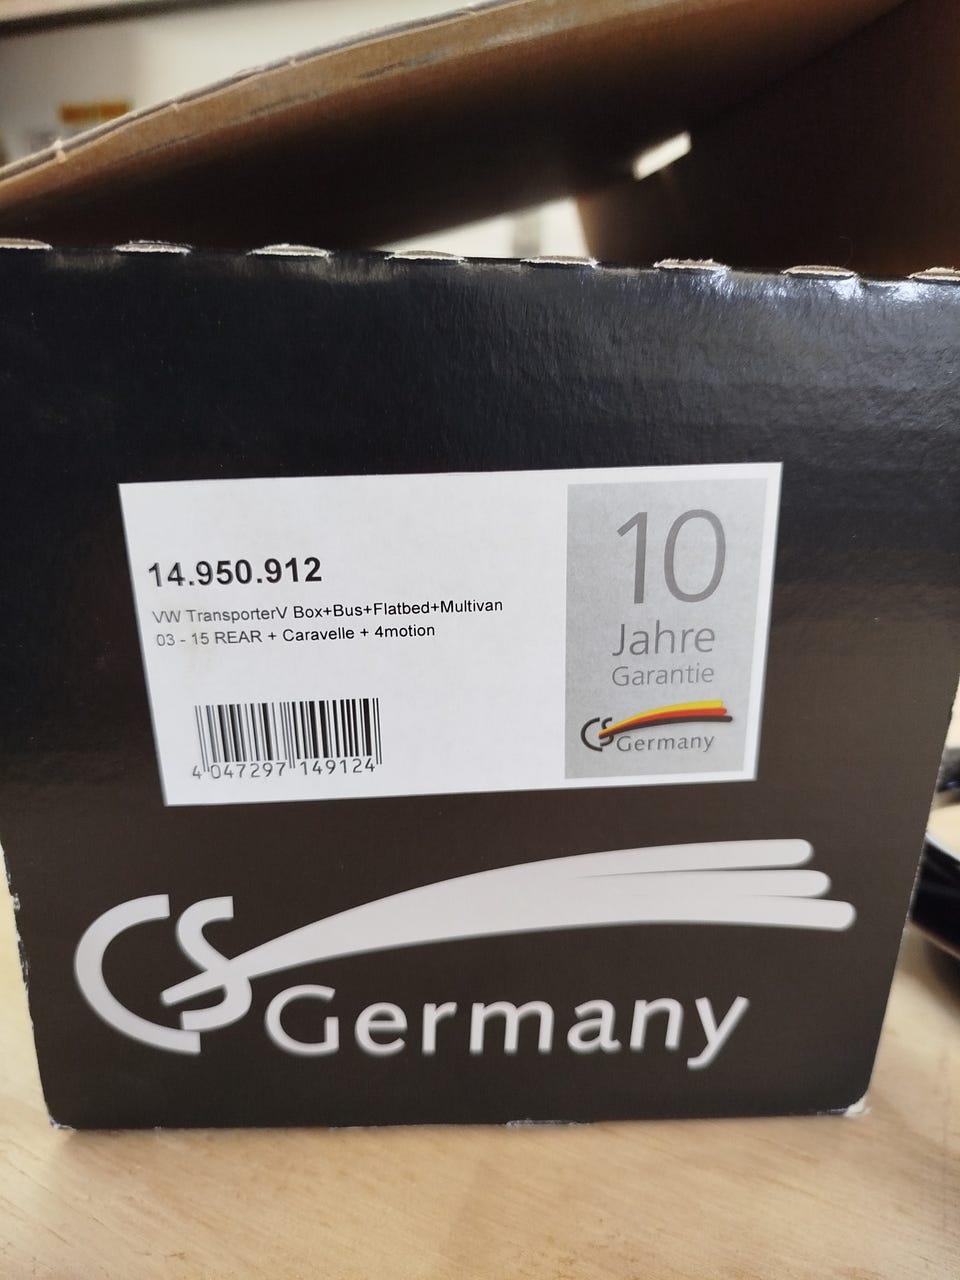 14.950.912
VW TransporterV Box+Bus+Flatbed+Multivan
03 - 15 REAR + Caravelle + 4motion
4 047297 149124
10
Jahre
Garantie
CS Germany
CS Germany